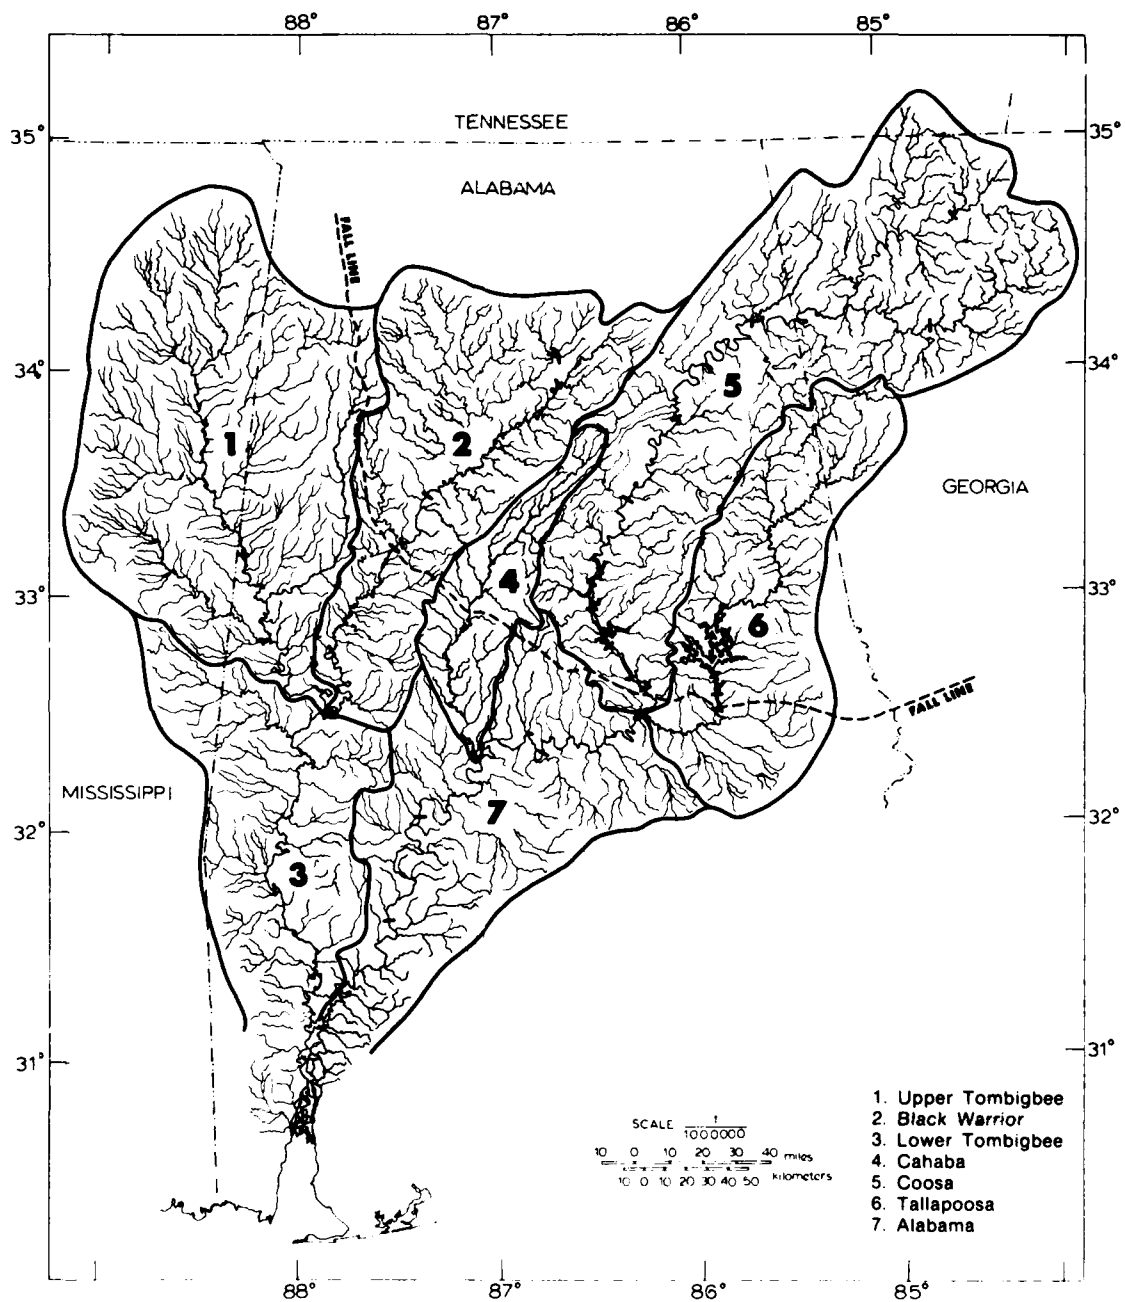 88° 87° 86° 85°
TENNESSEE
35° 35°
ALABAMA
FALL LINE
34° 34°
5
1
2
GEORGIA
33° 33°
4
6
FALL LINE
MISSISSIPPI
7
32° 32°
3
31° 31°
1. Upper Tombigbee
2. Black Warrior
3. Lower Tombigbee
4. Cahaba
5. Coosa
6. Tallapoosa
7. Alabama
SCALE 1
1000000
10 0 10 20 30 40 miles
10 0 10 20 30 40 50 kilometers
88° 87° 86° 85°